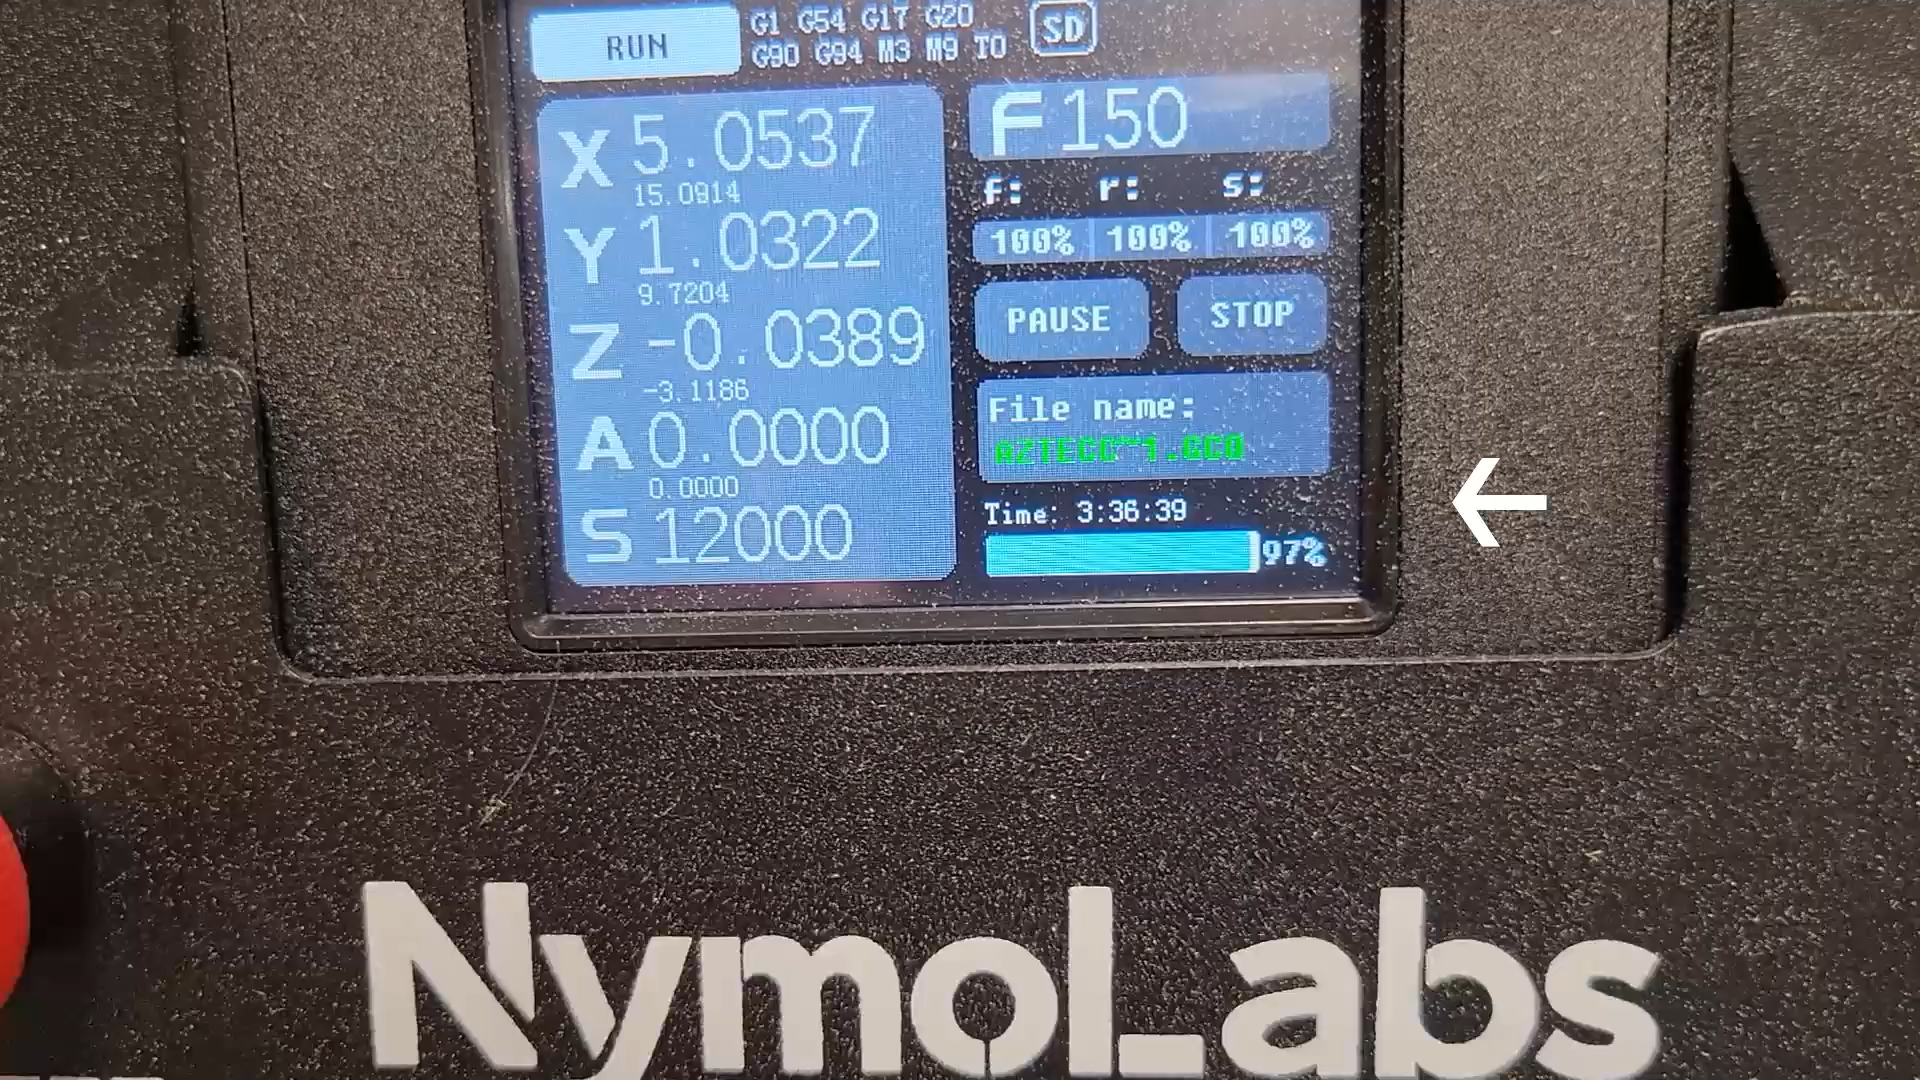 RUN
G1 G54 G17 G20
G90 G94 M3 M9 T0
SD
X 5.0537
15.0914
Y 1.0322
9.7204
Z -0.0389
-3.1186
A 0.0000
0.0000
S 12000
F 150
f: r: s:
100% 100% 100%
PAUSE STOP
File name:
AZTECC~1.GCO
Time: 3:36:39
97%
NymoLabs